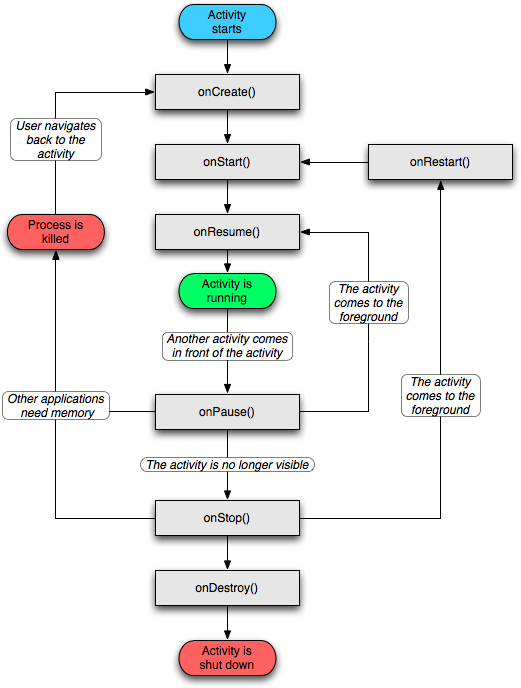 Activity
starts
onCreate()
User navigates
back to the
activity
onStart()
onRestart()
Process is
killed
onResume()
Activity is
running
The activity
comes to the
foreground
Another activity comes
in front of the activity
The activity
comes to the
foreground
Other applications
need memory
onPause()
The activity is no longer visible
onStop()
onDestroy()
Activity is
shut down